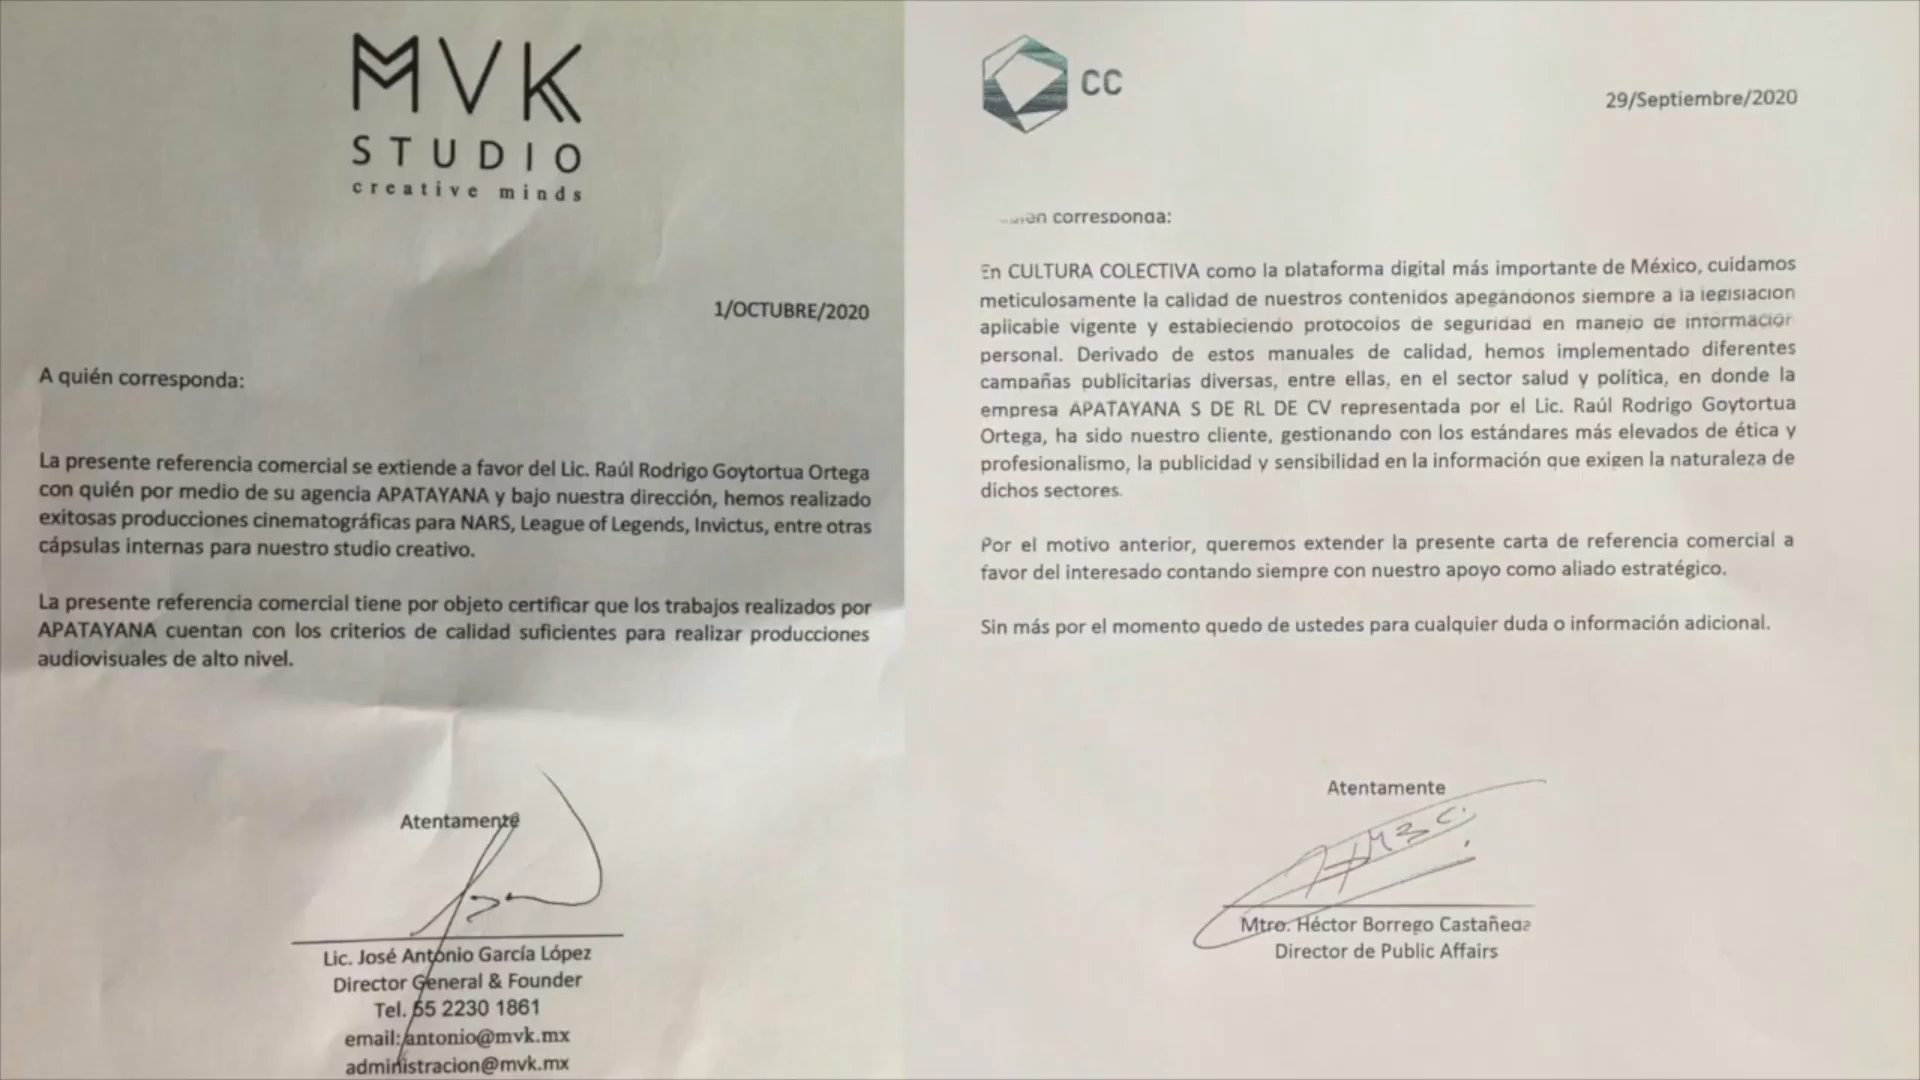 MVK
STUDIO
creative minds
1/OCTUBRE/2020
A quién corresponda:
La presente referencia comercial se extiende a favor del Lic. Raúl Rodrigo Goytortua Ortega
con quién por medio de su agencia APATAYANA y bajo nuestra dirección, hemos realizado
exitosas producciones cinematográficas para NARS, League of Legends, Invictus, entre otras
cápsulas internas para nuestro studio creativo.
La presente referencia comercial tiene por objeto certificar que los trabajos realizados por
APATAYANA cuentan con los criterios de calidad suficientes para realizar producciones
audiovisuales de alto nivel.
Atentamente
Lic. José Antonio García López
Director General & Founder
Tel. 55 2230 1861
email: antonio@mvk.mx
administracion@mvk.mx
CC
29/Septiembre/2020
corresponda:
En CULTURA COLECTIVA como la plataforma digital más importante de México, cuidamos
meticulosamente la calidad de nuestros contenidos apegándonos siempre a la legislación
aplicable vigente y estableciendo protocolos de seguridad en manejo de información
personal. Derivado de estos manuales de calidad, hemos implementado diferentes
campañas publicitarias diversas, entre ellas, en el sector salud y política, en donde la
empresa APATAYANA S DE RL DE CV representada por el Lic. Raúl Rodrigo Goytortua
Ortega, ha sido nuestro cliente, gestionando con los estándares más elevados de ética y
profesionalismo, la publicidad y sensibilidad en la información que exigen la naturaleza de
dichos sectores.
Por el motivo anterior, queremos extender la presente carta de referencia comercial a
favor del interesado contando siempre con nuestro apoyo como aliado estratégico.
Sin más por el momento quedo de ustedes para cualquier duda o información adicional.
Atentamente
Mtro. Héctor Borrego Castañeda
Director de Public Affairs